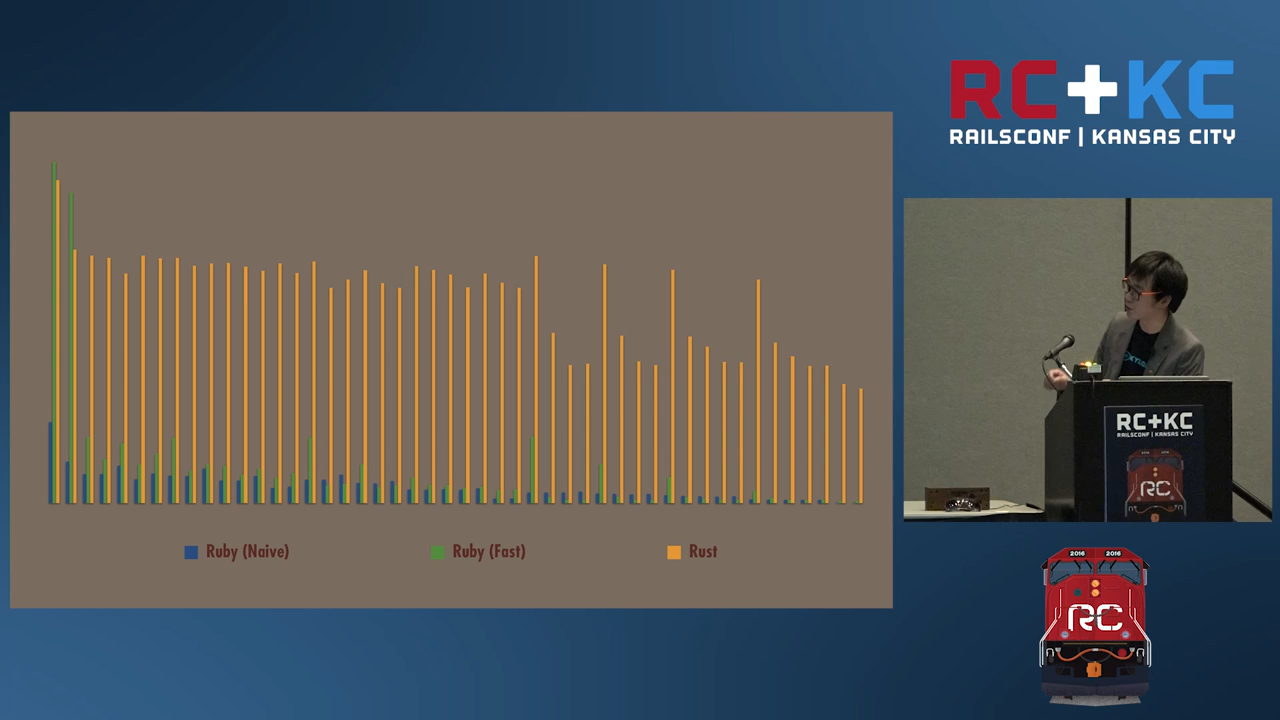 RC+KC
RAILSCONF | KANSAS CITY
Ruby (Naive)
Ruby (Fast)
Rust
RC+KC
RAILSCONF | KANSAS CITY
RC
2016
2016
RC